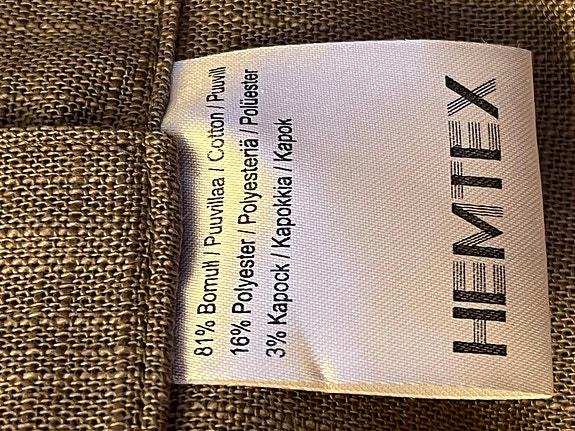 HEMTEX
81% Bomull / Puuvillaa / Cotton / Puuvill
16% Polyester / Polyesteriä / Polüester
3% Kapock / Kapokkia / Kapok